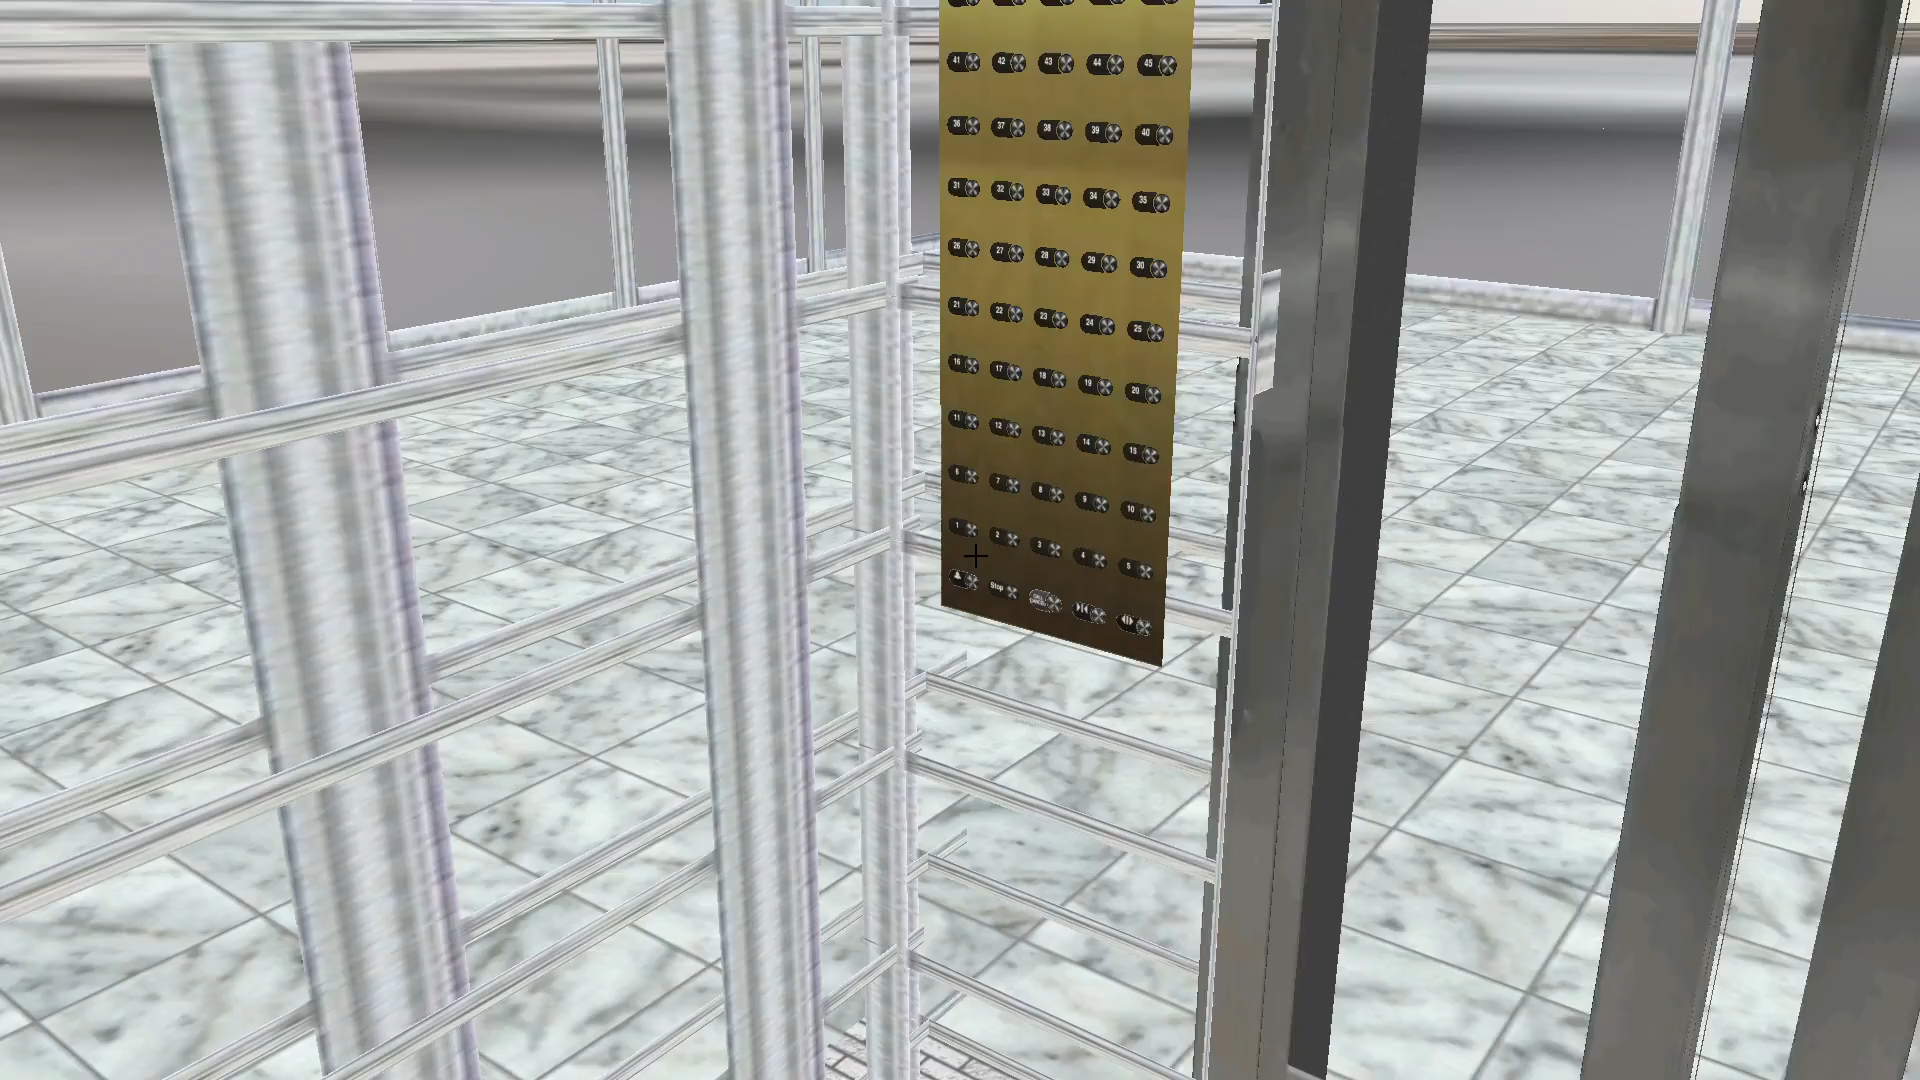 41 42 43 44 45
36 37 38 39 40
31 32 33 34 35
26 27 28 29 30
21 22 23 24 25
16 17 18 19 20
11 12 13 14 15
6 7 8 9 10
1 2 3 4 5
Stop